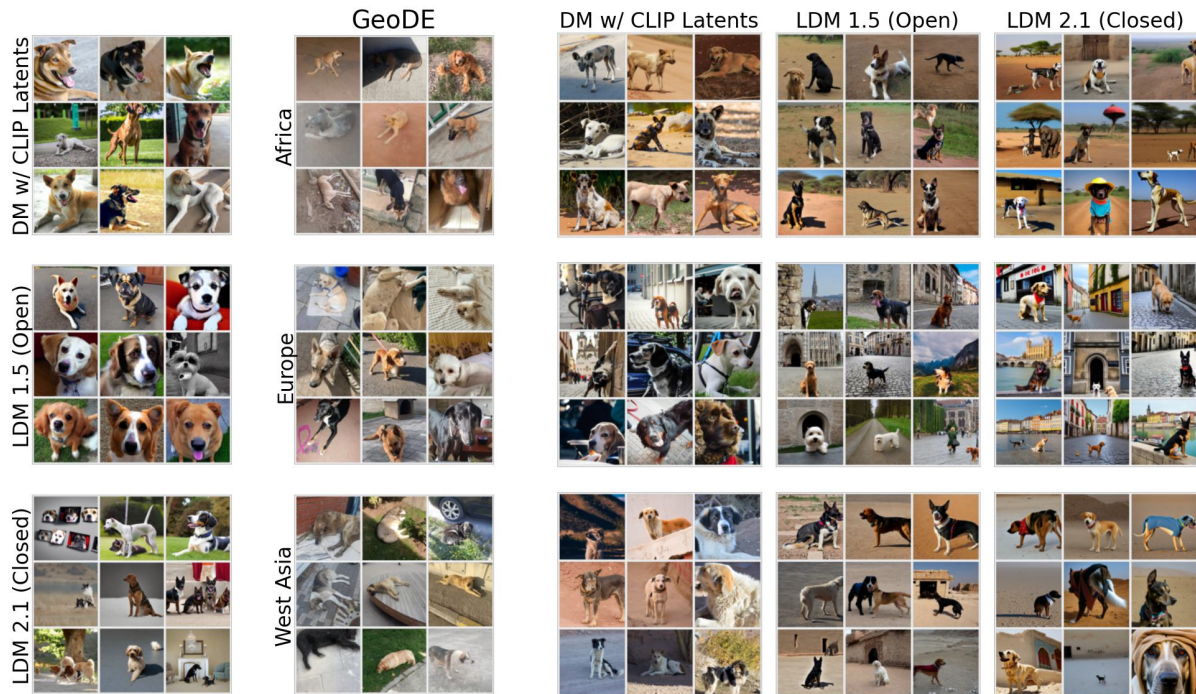 GeoDE
DM w/ CLIP Latents
LDM 1.5 (Open)
LDM 2.1 (Closed)
DM w/ CLIP Latents
Africa
LDM 1.5 (Open)
Europe
LDM 2.1 (Closed)
West Asia